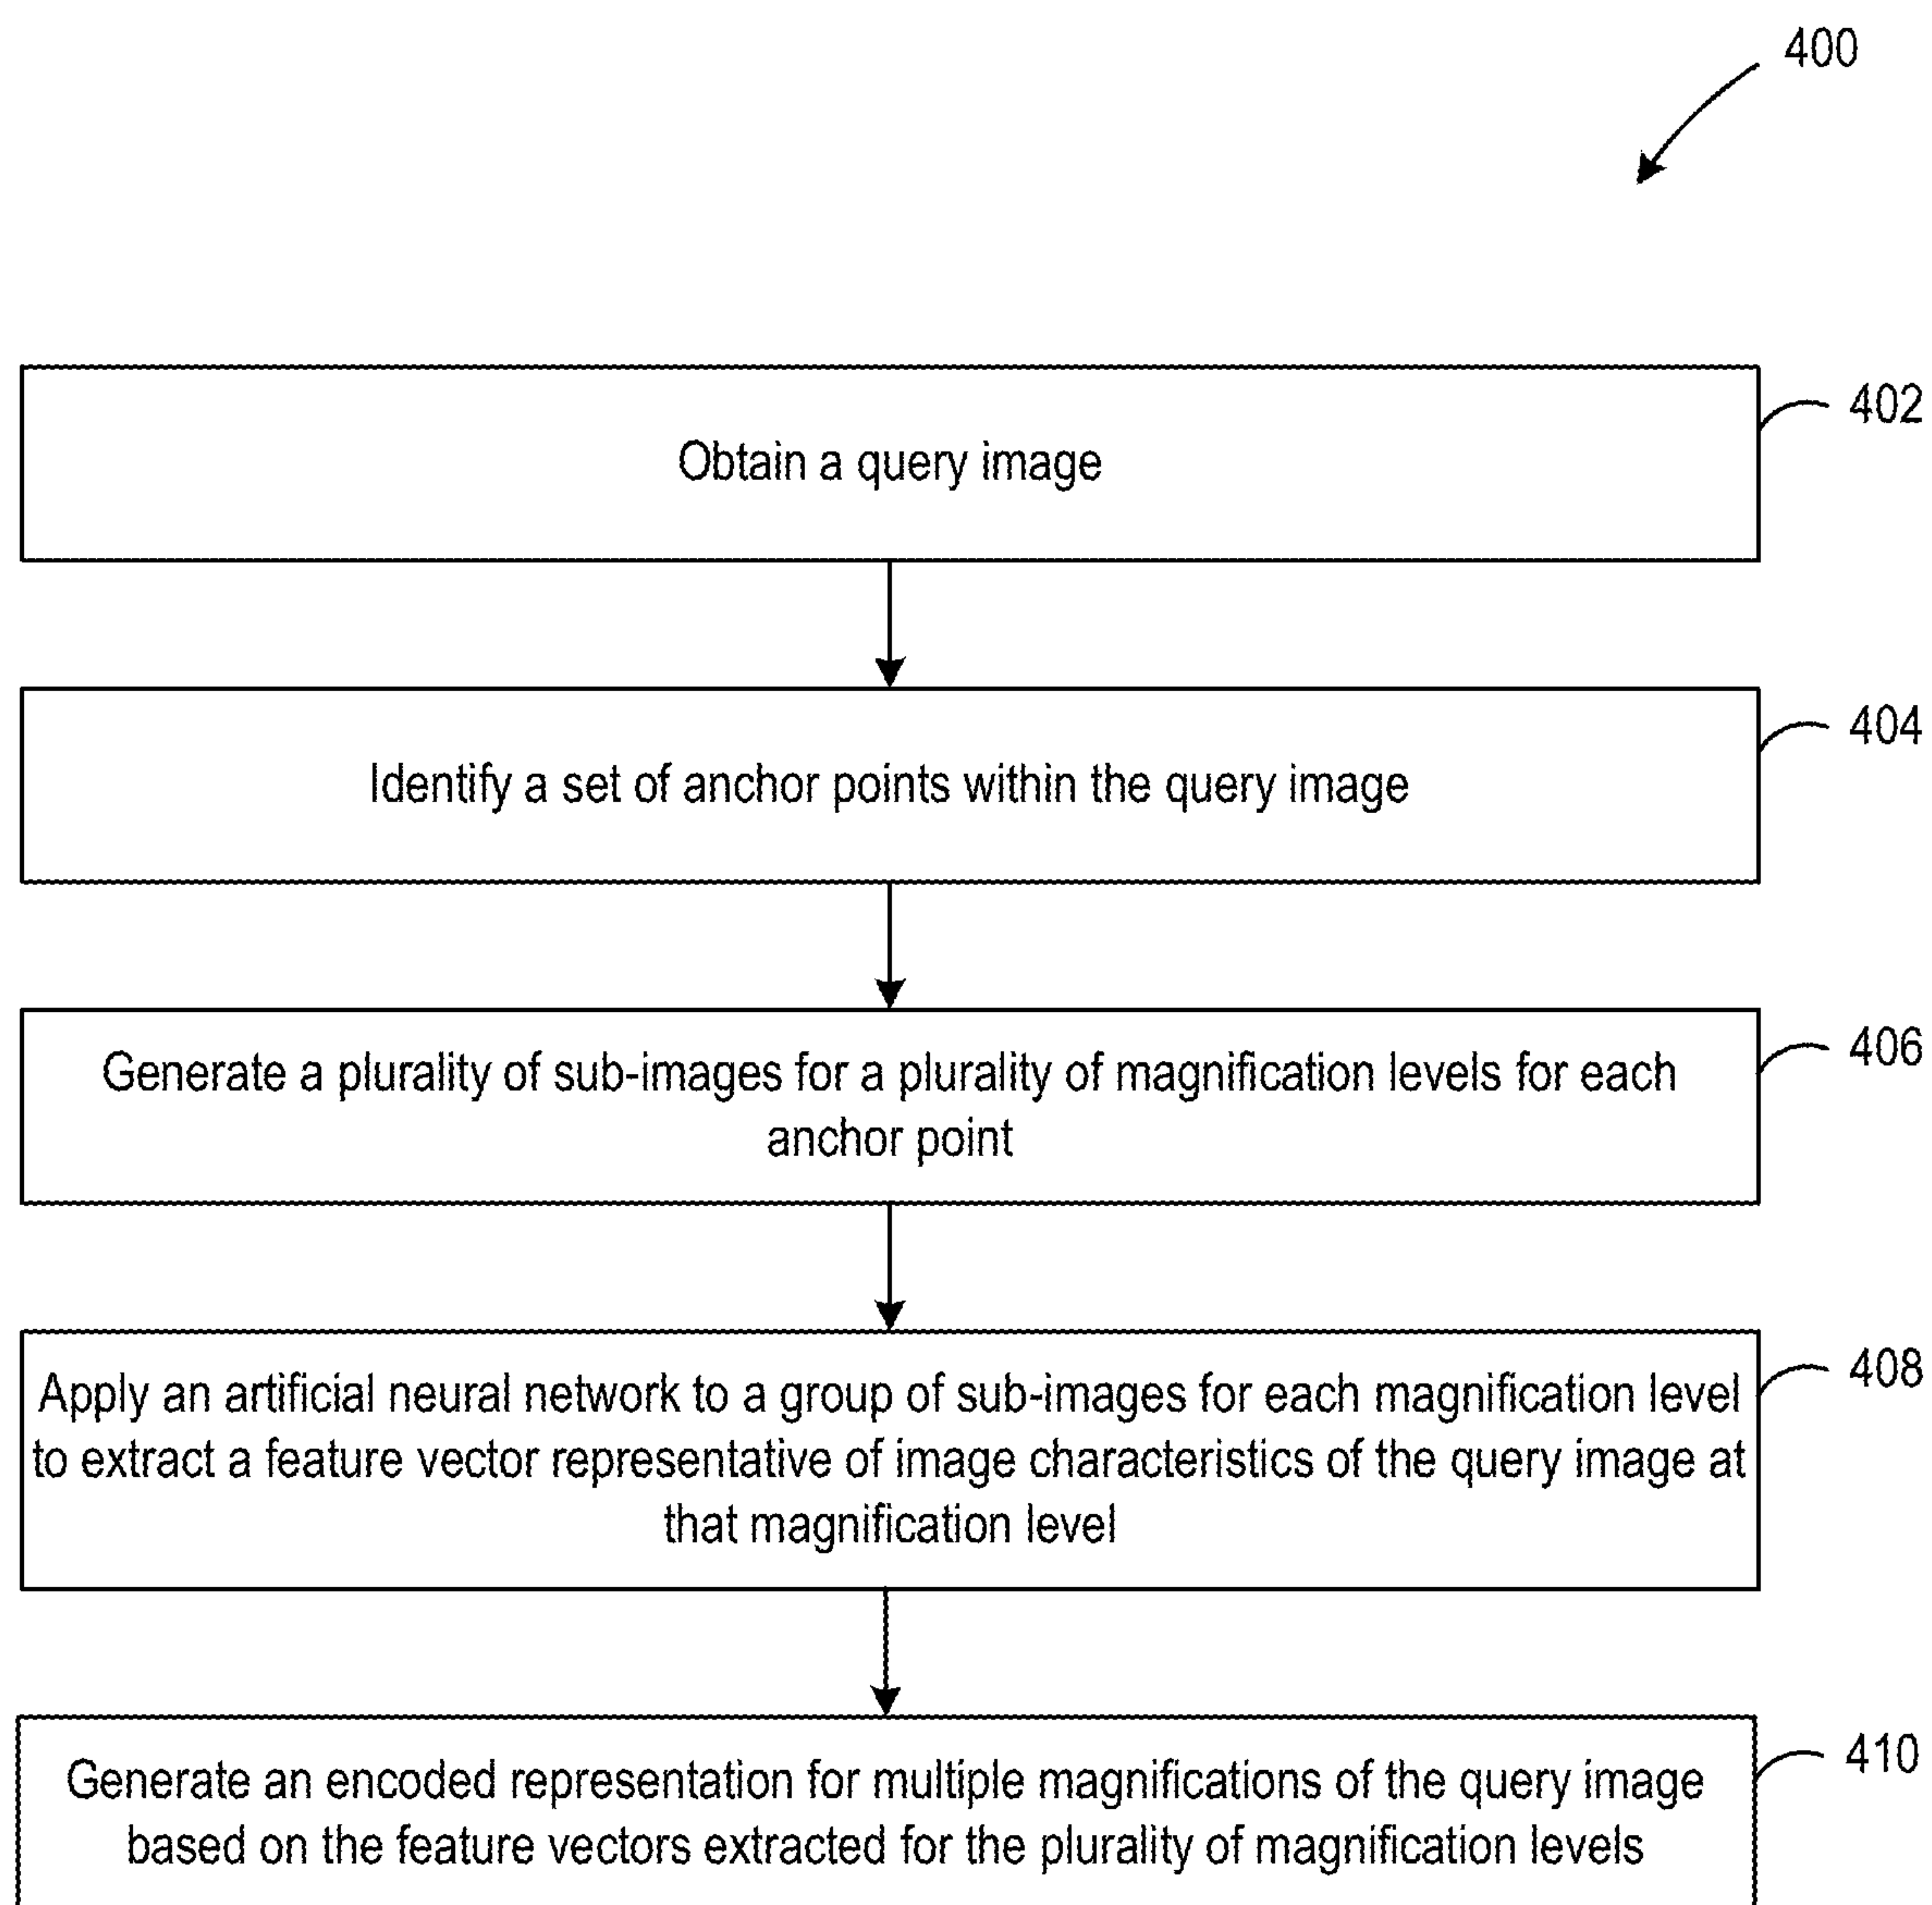 400
402
Obtain a query image
404
Identify a set of anchor points within the query image
406
Generate a plurality of sub-images for a plurality of magnification levels for each
anchor point
408
Apply an artificial neural network to a group of sub-images for each magnification level
to extract a feature vector representative of image characteristics of the query image at
that magnification level
410
Generate an encoded representation for multiple magnifications of the query image
based on the feature vectors extracted for the plurality of magnification levels